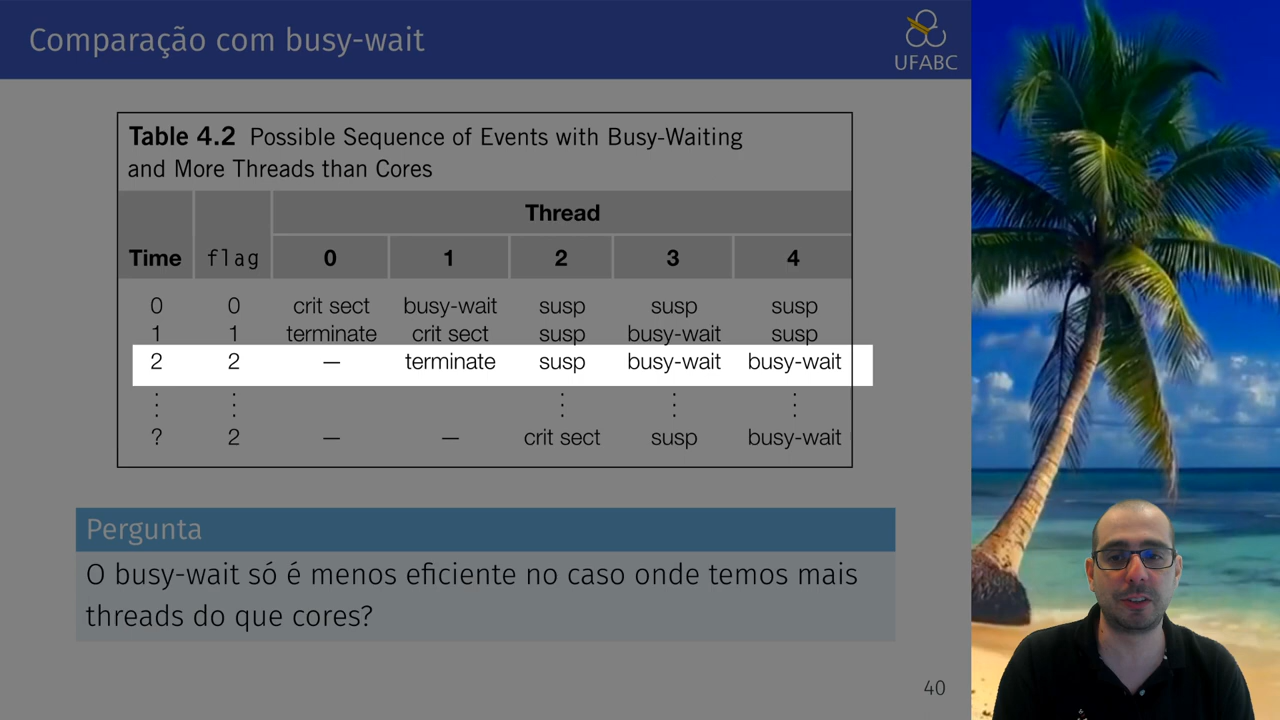 Comparação com busy-wait
UFABC
Table 4.2 Possible Sequence of Events with Busy-Waiting
and More Threads than Cores
Thread
Time flag 0 1 2 3 4
0 0 crit sect busy-wait susp susp susp
1 1 terminate crit sect susp busy-wait susp
2 2 — terminate susp busy-wait busy-wait
⋮ ⋮ ⋮ ⋮ ⋮
? 2 — — crit sect susp busy-wait
Pergunta
O busy-wait só é menos eficiente no caso onde temos mais
threads do que cores?
40